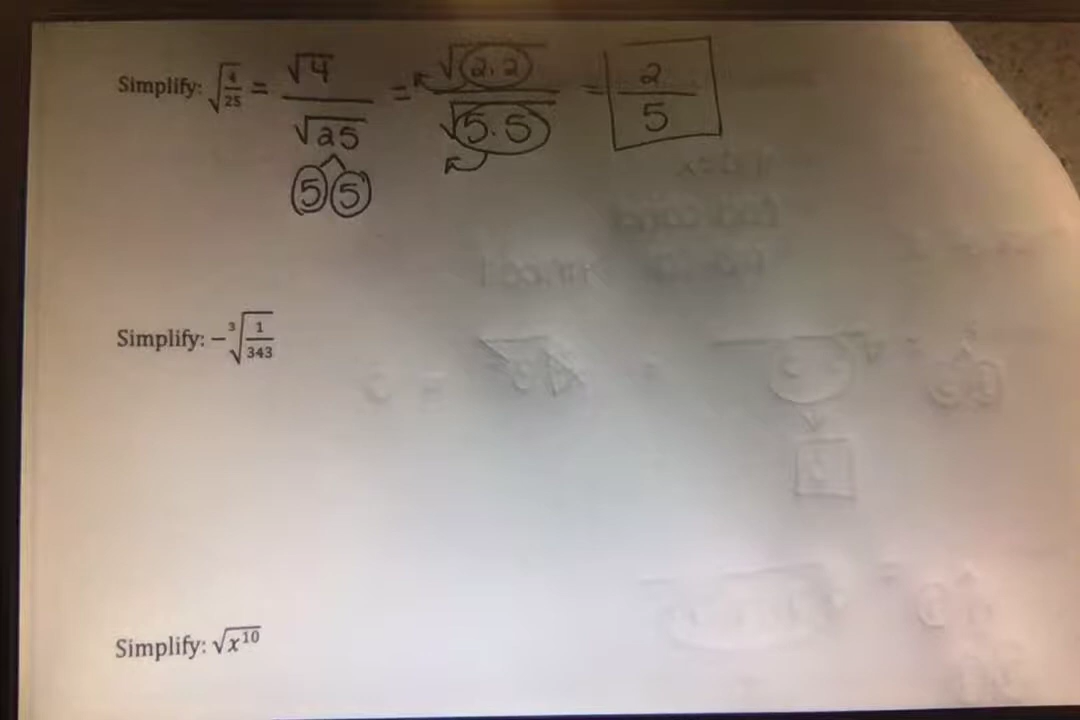 Simplify: √(4/25) = √4/√25 = √(2·2)/√(5·5) = 2/5
5 5
Simplify: -∛(1/343)
Simplify: √x¹⁰